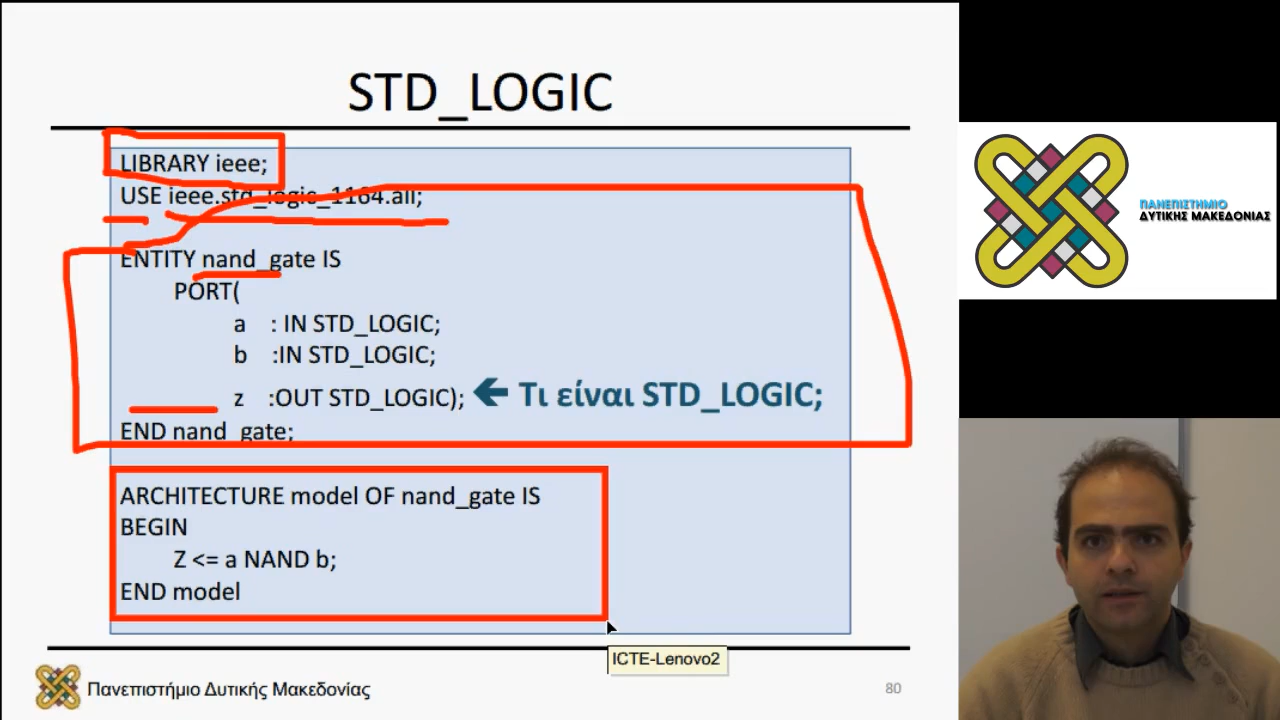 STD_LOGIC
LIBRARY ieee;
USE ieee.std_logic_1164.all;
ENTITY nand_gate IS
PORT(
a : IN STD_LOGIC;
b :IN STD_LOGIC;
z :OUT STD_LOGIC); 🡰 Τι είναι STD_LOGIC;
END nand_gate;
ARCHITECTURE model OF nand_gate IS
BEGIN
Z <= a NAND b;
END model
ICTE-Lenovo2
Πανεπιστήμιο Δυτικής Μακεδονίας
80
ΠΑΝΕΠΙΣΤΗΜΙΟ
ΔΥΤΙΚΗΣ ΜΑΚΕΔΟΝΙΑΣ